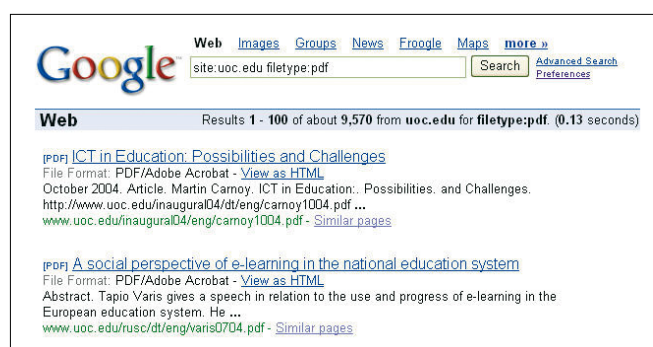 Google™
Web Images Groups News Froogle Maps more »
site:uoc.edu filetype:pdf Search Advanced Search
Preferences
Web Results 1 - 100 of about 9,570 from uoc.edu for filetype:pdf. (0.13 seconds)
[PDF] ICT in Education: Possibilities and Challenges
File Format: PDF/Adobe Acrobat - View as HTML
October 2004. Article. Martin Carnoy. ICT in Education:. Possibilities. and Challenges.
http://www.uoc.edu/inaugural04/dt/eng/carnoy1004.pdf ...
www.uoc.edu/inaugural04/eng/carnoy1004.pdf - Similar pages
[PDF] A social perspective of e-learning in the national education system
File Format: PDF/Adobe Acrobat - View as HTML
Abstract. Tapio Varis gives a speech in relation to the use and progress of e-learning in the
European education system. He ...
www.uoc.edu/rusc/dt/eng/varis0704.pdf - Similar pages